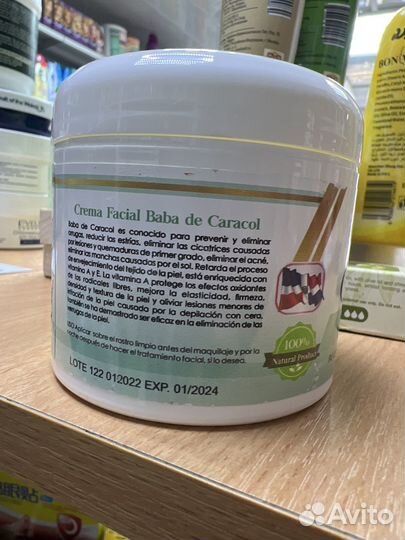 Crema Facial Baba de Caracol
Baba de Caracol es conocido para prevenir y eliminar
arrugas, reducir las estrías, eliminar las cicatrices causadas
por lesiones y quemaduras de primer grado, eliminar el acné,
eliminar las manchas causadas por el sol. Retarda el proceso
de envejecimiento del tejido de la piel, está enriquecido con
vitamina A y E. La vitamina A protege los efectos oxidantes
de los radicales libres, mejora la elasticidad, firmeza,
densidad y textura de la piel y aliviar lesiones menores de
irritación de la piel causada por la depilación con cera.
También se ha demostrado ser eficaz en la eliminación de las
verrugas de la piel.
USO: Aplicar sobre el rostro limpio antes del maquillaje y por la
noche después de hacer el tratamiento facial, si lo desea.
LOTE 122 012022 EXP. 01/2024
100%
Natural Product
BON
Avito